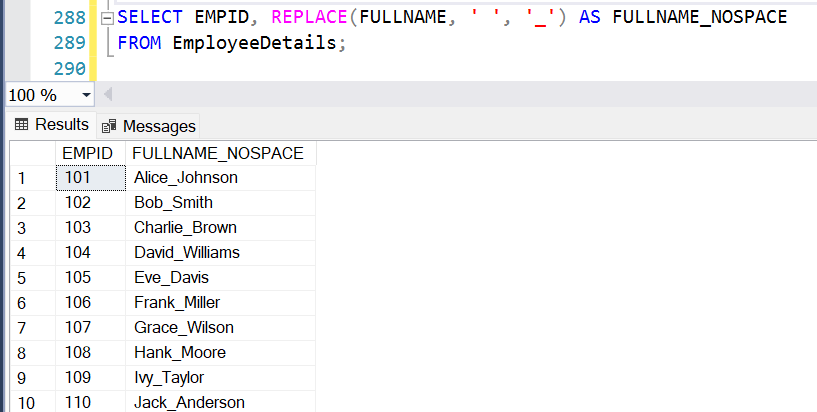 288 SELECT EMPID, REPLACE(FULLNAME, ' ', '_') AS FULLNAME_NOSPACE
289 FROM EmployeeDetails;
290
100 %
Results Messages
EMPID FULLNAME_NOSPACE
1 101 Alice_Johnson
2 102 Bob_Smith
3 103 Charlie_Brown
4 104 David_Williams
5 105 Eve_Davis
6 106 Frank_Miller
7 107 Grace_Wilson
8 108 Hank_Moore
9 109 Ivy_Taylor
10 110 Jack_Anderson